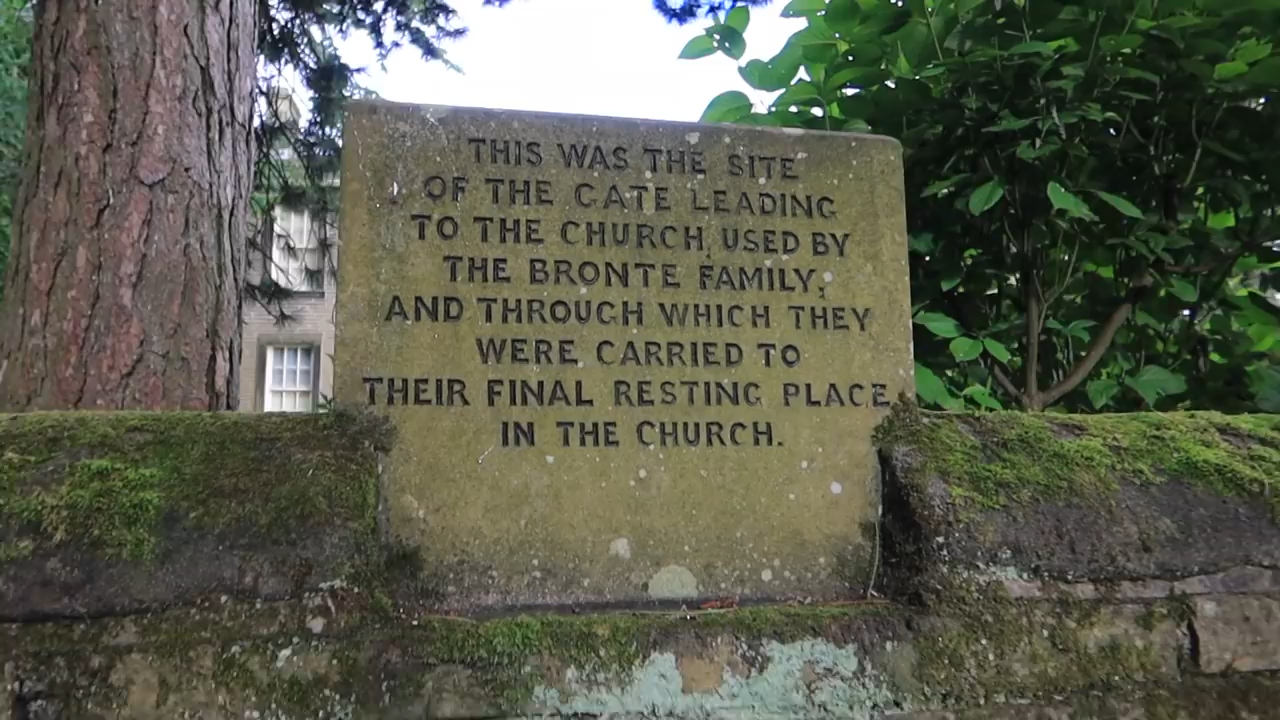 THIS WAS THE SITE
OF THE GATE LEADING
TO THE CHURCH, USED BY
THE BRONTE FAMILY,
AND THROUGH WHICH THEY
WERE CARRIED TO
THEIR FINAL RESTING PLACE
IN THE CHURCH.